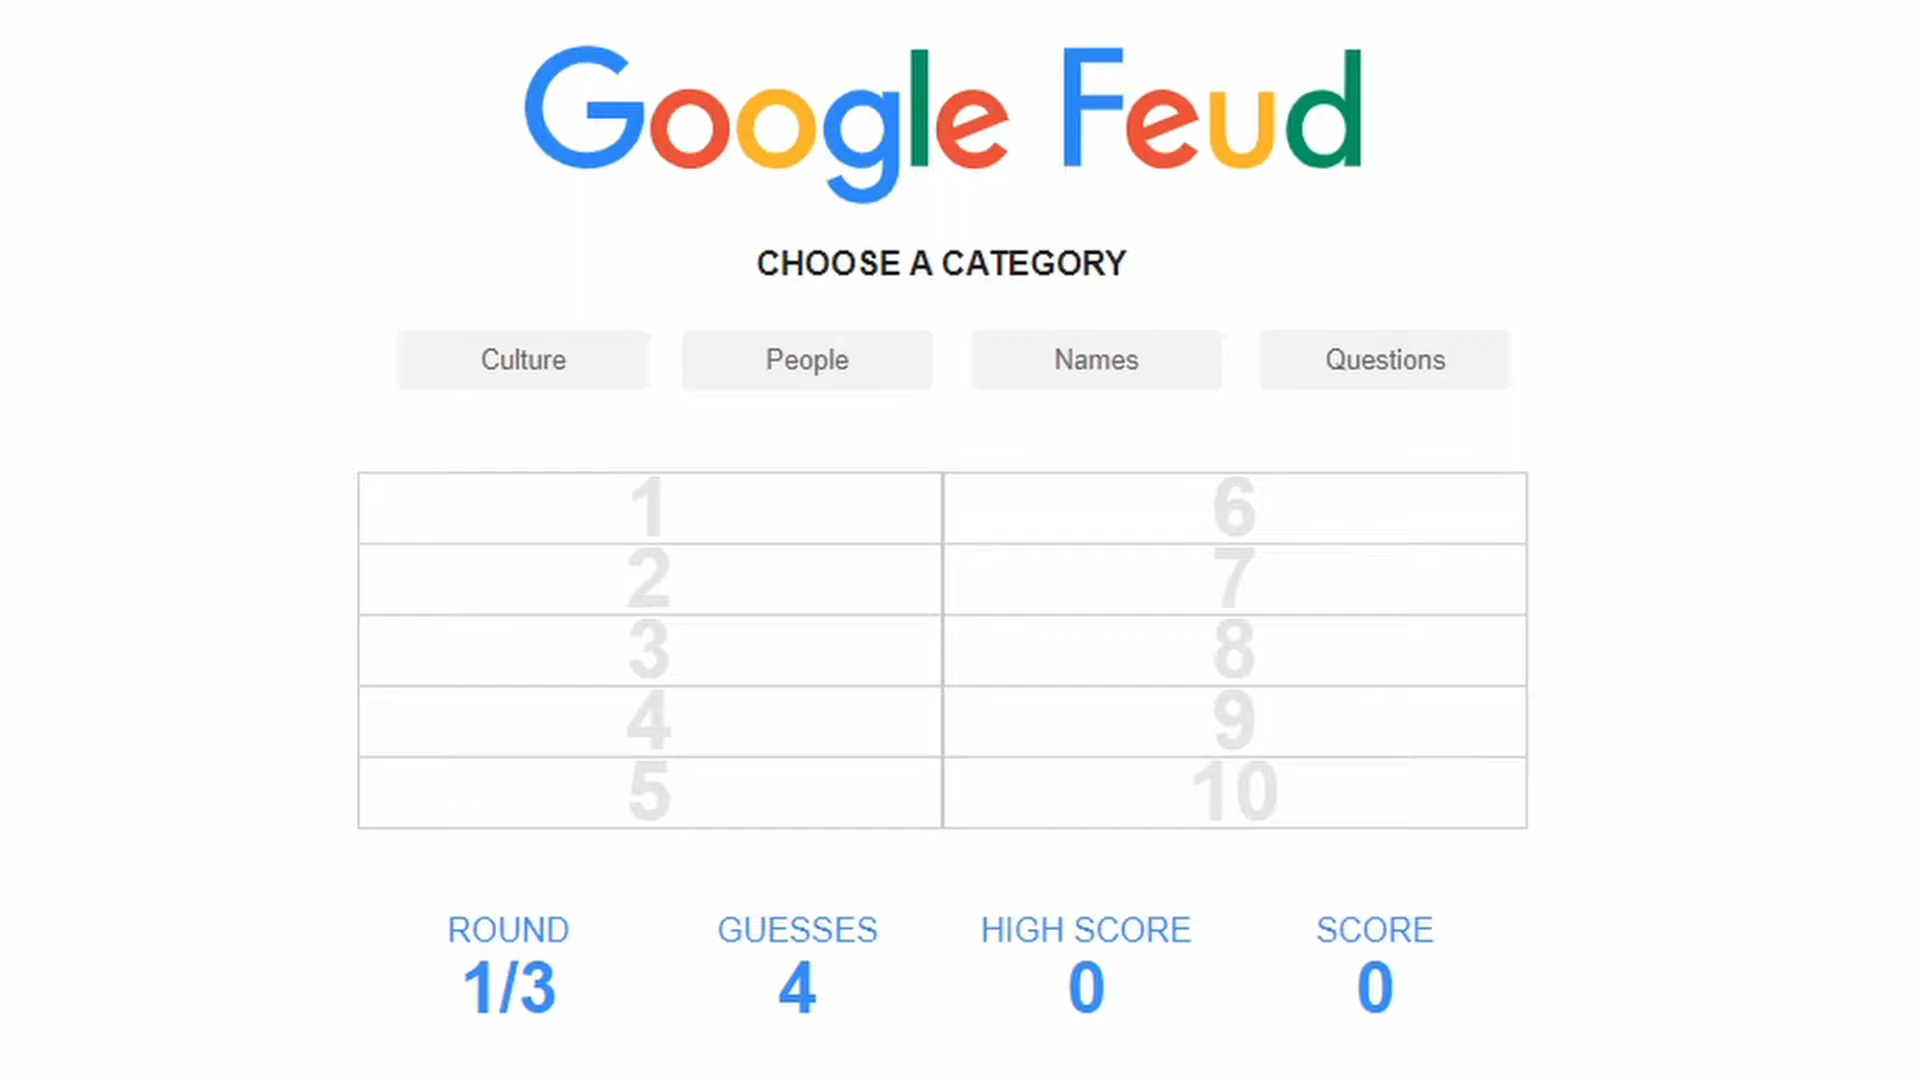 Google Feud
CHOOSE A CATEGORY
Culture People Names Questions
1 6
2 7
3 8
4 9
5 10
ROUND GUESSES HIGH SCORE SCORE
1/3 4 0 0